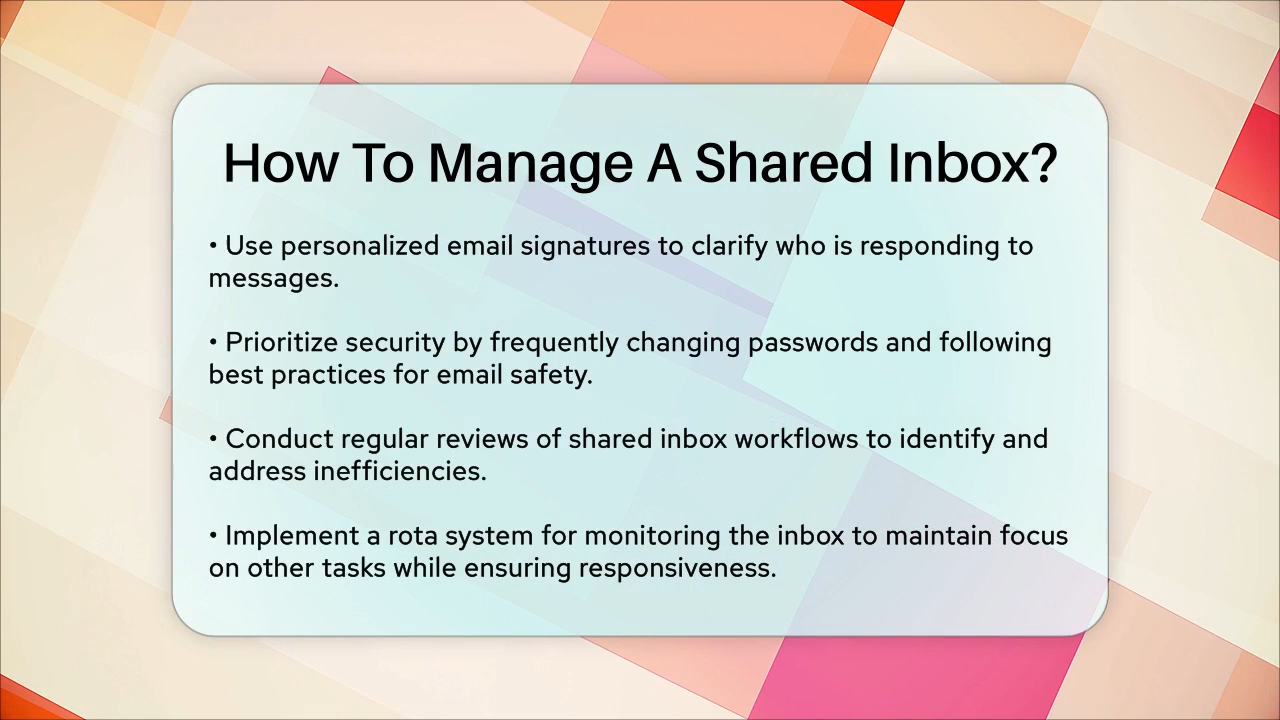 How To Manage A Shared Inbox?
• Use personalized email signatures to clarify who is responding to
messages.
• Prioritize security by frequently changing passwords and following
best practices for email safety.
• Conduct regular reviews of shared inbox workflows to identify and
address inefficiencies.
• Implement a rota system for monitoring the inbox to maintain focus
on other tasks while ensuring responsiveness.